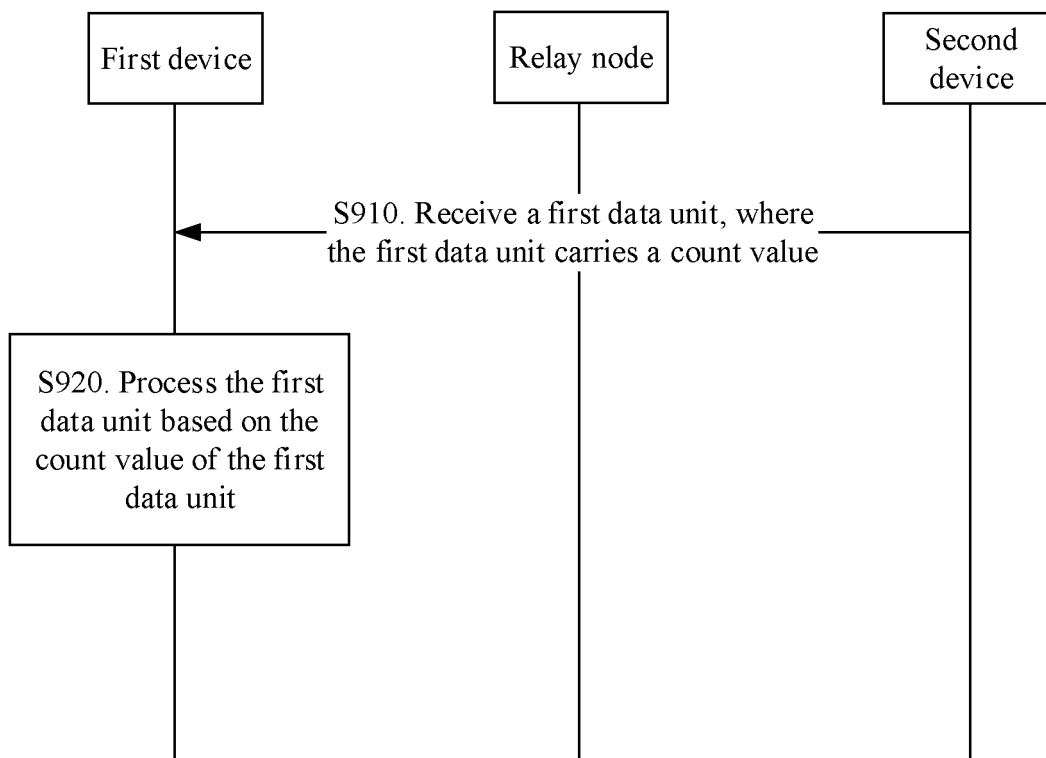 First device
Relay node
Second
device
S910. Receive a first data unit, where
the first data unit carries a count value
S920. Process the first
data unit based on the
count value of the first
data unit